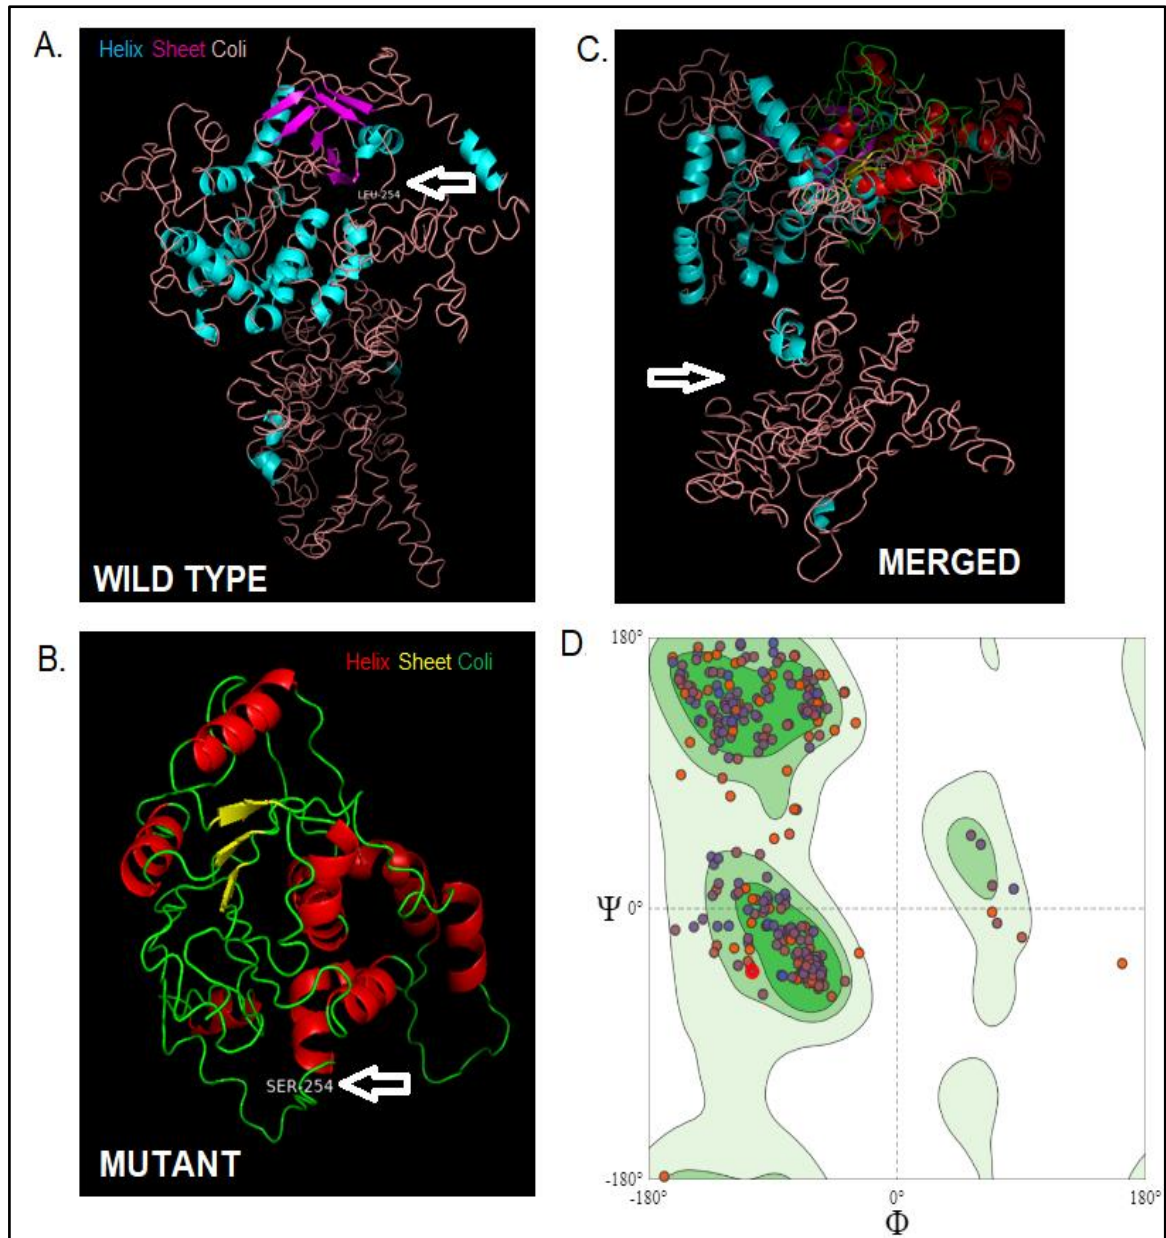 A.
Helix Sheet Coli
LEU-254
WILD TYPE
B.
Helix Sheet Coli
SER-254
MUTANT
C.
MERGED
D.
180°
Ψ 0°
-180°
-180° 0° 180°
Φ